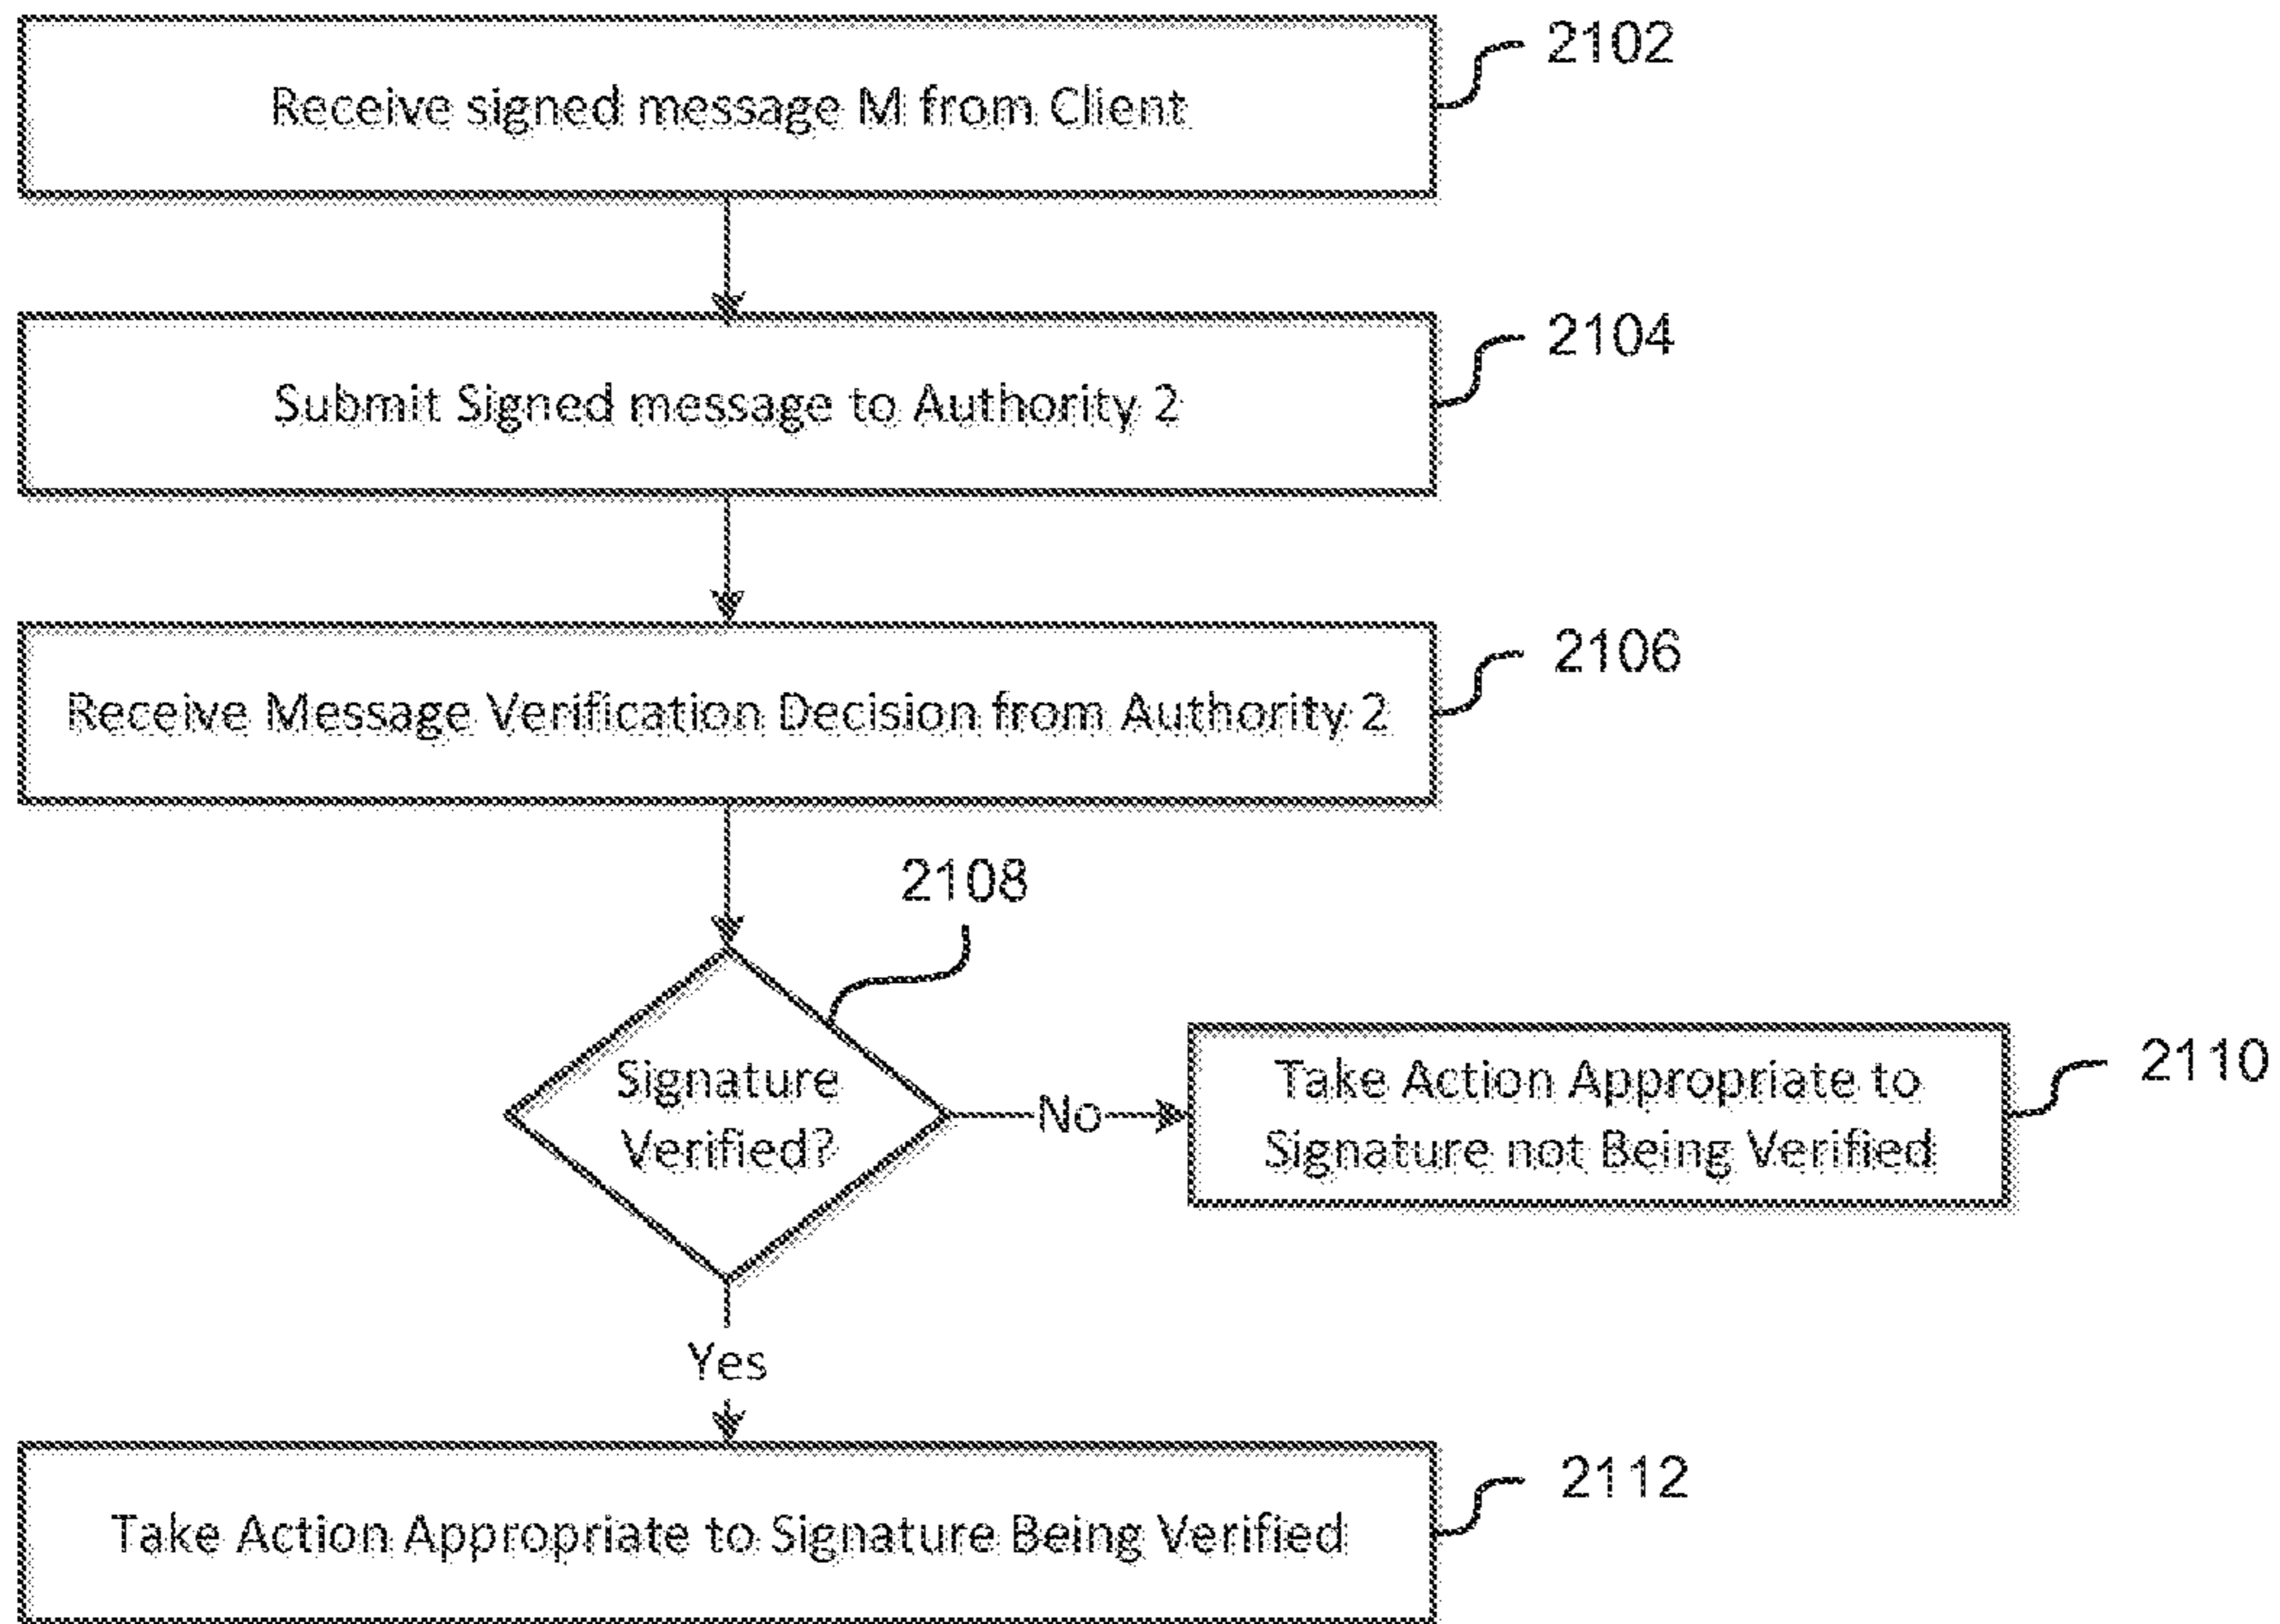 2102
Receive signed message M from Client
2104
Submit Signed message to Authority 2
2106
Receive Message Verification Decision from Authority 2
2108
Signature
Verified?
No
Take Action Appropriate to
Signature not Being Verified
2110
Yes
2112
Take Action Appropriate to Signature Being Verified